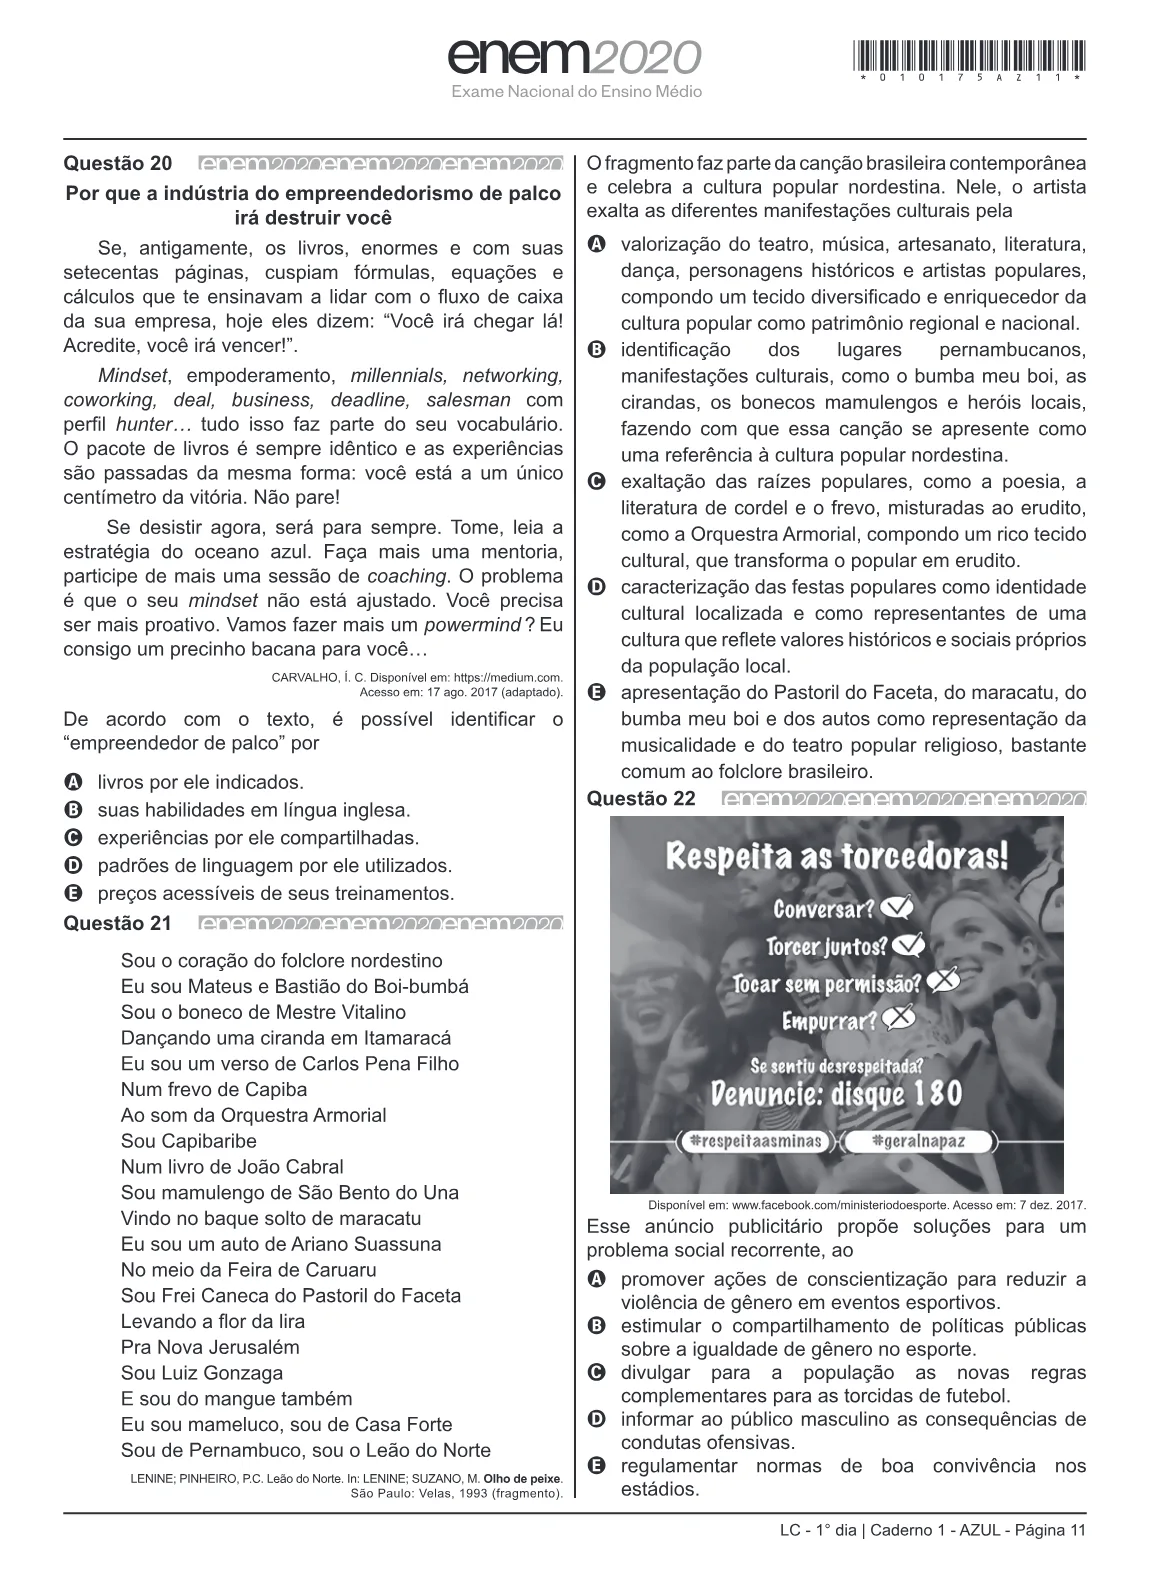 enem2020
Exame Nacional do Ensino Médio
*010175AZ11*
Questão 20 enem2020enem2020enem2020
Por que a indústria do empreendedorismo de palco
irá destruir você
Se, antigamente, os livros, enormes e com suas
setecentas páginas, cuspiam fórmulas, equações e
cálculos que te ensinavam a lidar com o fluxo de caixa
da sua empresa, hoje eles dizem: “Você irá chegar lá!
Acredite, você irá vencer!”.
Mindset, empoderamento, millennials, networking,
coworking, deal, business, deadline, salesman com
perfil hunter… tudo isso faz parte do seu vocabulário.
O pacote de livros é sempre idêntico e as experiências
são passadas da mesma forma: você está a um único
centímetro da vitória. Não pare!
Se desistir agora, será para sempre. Tome, leia a
estratégia do oceano azul. Faça mais uma mentoria,
participe de mais uma sessão de coaching. O problema
é que o seu mindset não está ajustado. Você precisa
ser mais proativo. Vamos fazer mais um powermind? Eu
consigo um precinho bacana para você…
CARVALHO, Í. C. Disponível em: https://medium.com.
Acesso em: 17 ago. 2017 (adaptado).
De acordo com o texto, é possível identificar o
“empreendedor de palco” por
A livros por ele indicados.
B suas habilidades em língua inglesa.
C experiências por ele compartilhadas.
D padrões de linguagem por ele utilizados.
E preços acessíveis de seus treinamentos.
Questão 21 enem2020enem2020enem2020
Sou o coração do folclore nordestino
Eu sou Mateus e Bastião do Boi-bumbá
Sou o boneco de Mestre Vitalino
Dançando uma ciranda em Itamaracá
Eu sou um verso de Carlos Pena Filho
Num frevo de Capiba
Ao som da Orquestra Armorial
Sou Capibaribe
Num livro de João Cabral
Sou mamulengo de São Bento do Una
Vindo no baque solto de maracatu
Eu sou um auto de Ariano Suassuna
No meio da Feira de Caruaru
Sou Frei Caneca do Pastoril do Faceta
Levando a flor da lira
Pra Nova Jerusalém
Sou Luiz Gonzaga
E sou do mangue também
Eu sou mameluco, sou de Casa Forte
Sou de Pernambuco, sou o Leão do Norte
LENINE; PINHEIRO, P.C. Leão do Norte. In: LENINE; SUZANO, M. Olho de peixe.
São Paulo: Velas, 1993 (fragmento).
O fragmento faz parte da canção brasileira contemporânea
e celebra a cultura popular nordestina. Nele, o artista
exalta as diferentes manifestações culturais pela
A valorização do teatro, música, artesanato, literatura,
dança, personagens históricos e artistas populares,
compondo um tecido diversificado e enriquecedor da
cultura popular como patrimônio regional e nacional.
B identificação dos lugares pernambucanos,
manifestações culturais, como o bumba meu boi, as
cirandas, os bonecos mamulengos e heróis locais,
fazendo com que essa canção se apresente como
uma referência à cultura popular nordestina.
C exaltação das raízes populares, como a poesia, a
literatura de cordel e o frevo, misturadas ao erudito,
como a Orquestra Armorial, compondo um rico tecido
cultural, que transforma o popular em erudito.
D caracterização das festas populares como identidade
cultural localizada e como representantes de uma
cultura que reflete valores históricos e sociais próprios
da população local.
E apresentação do Pastoril do Faceta, do maracatu, do
bumba meu boi e dos autos como representação da
musicalidade e do teatro popular religioso, bastante
comum ao folclore brasileiro.
Questão 22 enem2020enem2020enem2020
Respeita as torcedoras!
Conversar?
Torcer juntos?
Tocar sem permissão?
Empurrar?
Se sentiu desrespeitada?
Denuncie: disque 180
#respeitaasminas #geralnapaz
Disponível em: www.facebook.com/ministeriodoesporte. Acesso em: 7 dez. 2017.
Esse anúncio publicitário propõe soluções para um
problema social recorrente, ao
A promover ações de conscientização para reduzir a
violência de gênero em eventos esportivos.
B estimular o compartilhamento de políticas públicas
sobre a igualdade de gênero no esporte.
C divulgar para a população as novas regras
complementares para as torcidas de futebol.
D informar ao público masculino as consequências de
condutas ofensivas.
E regulamentar normas de boa convivência nos
estádios.
LC - 1° dia | Caderno 1 - AZUL - Página 11